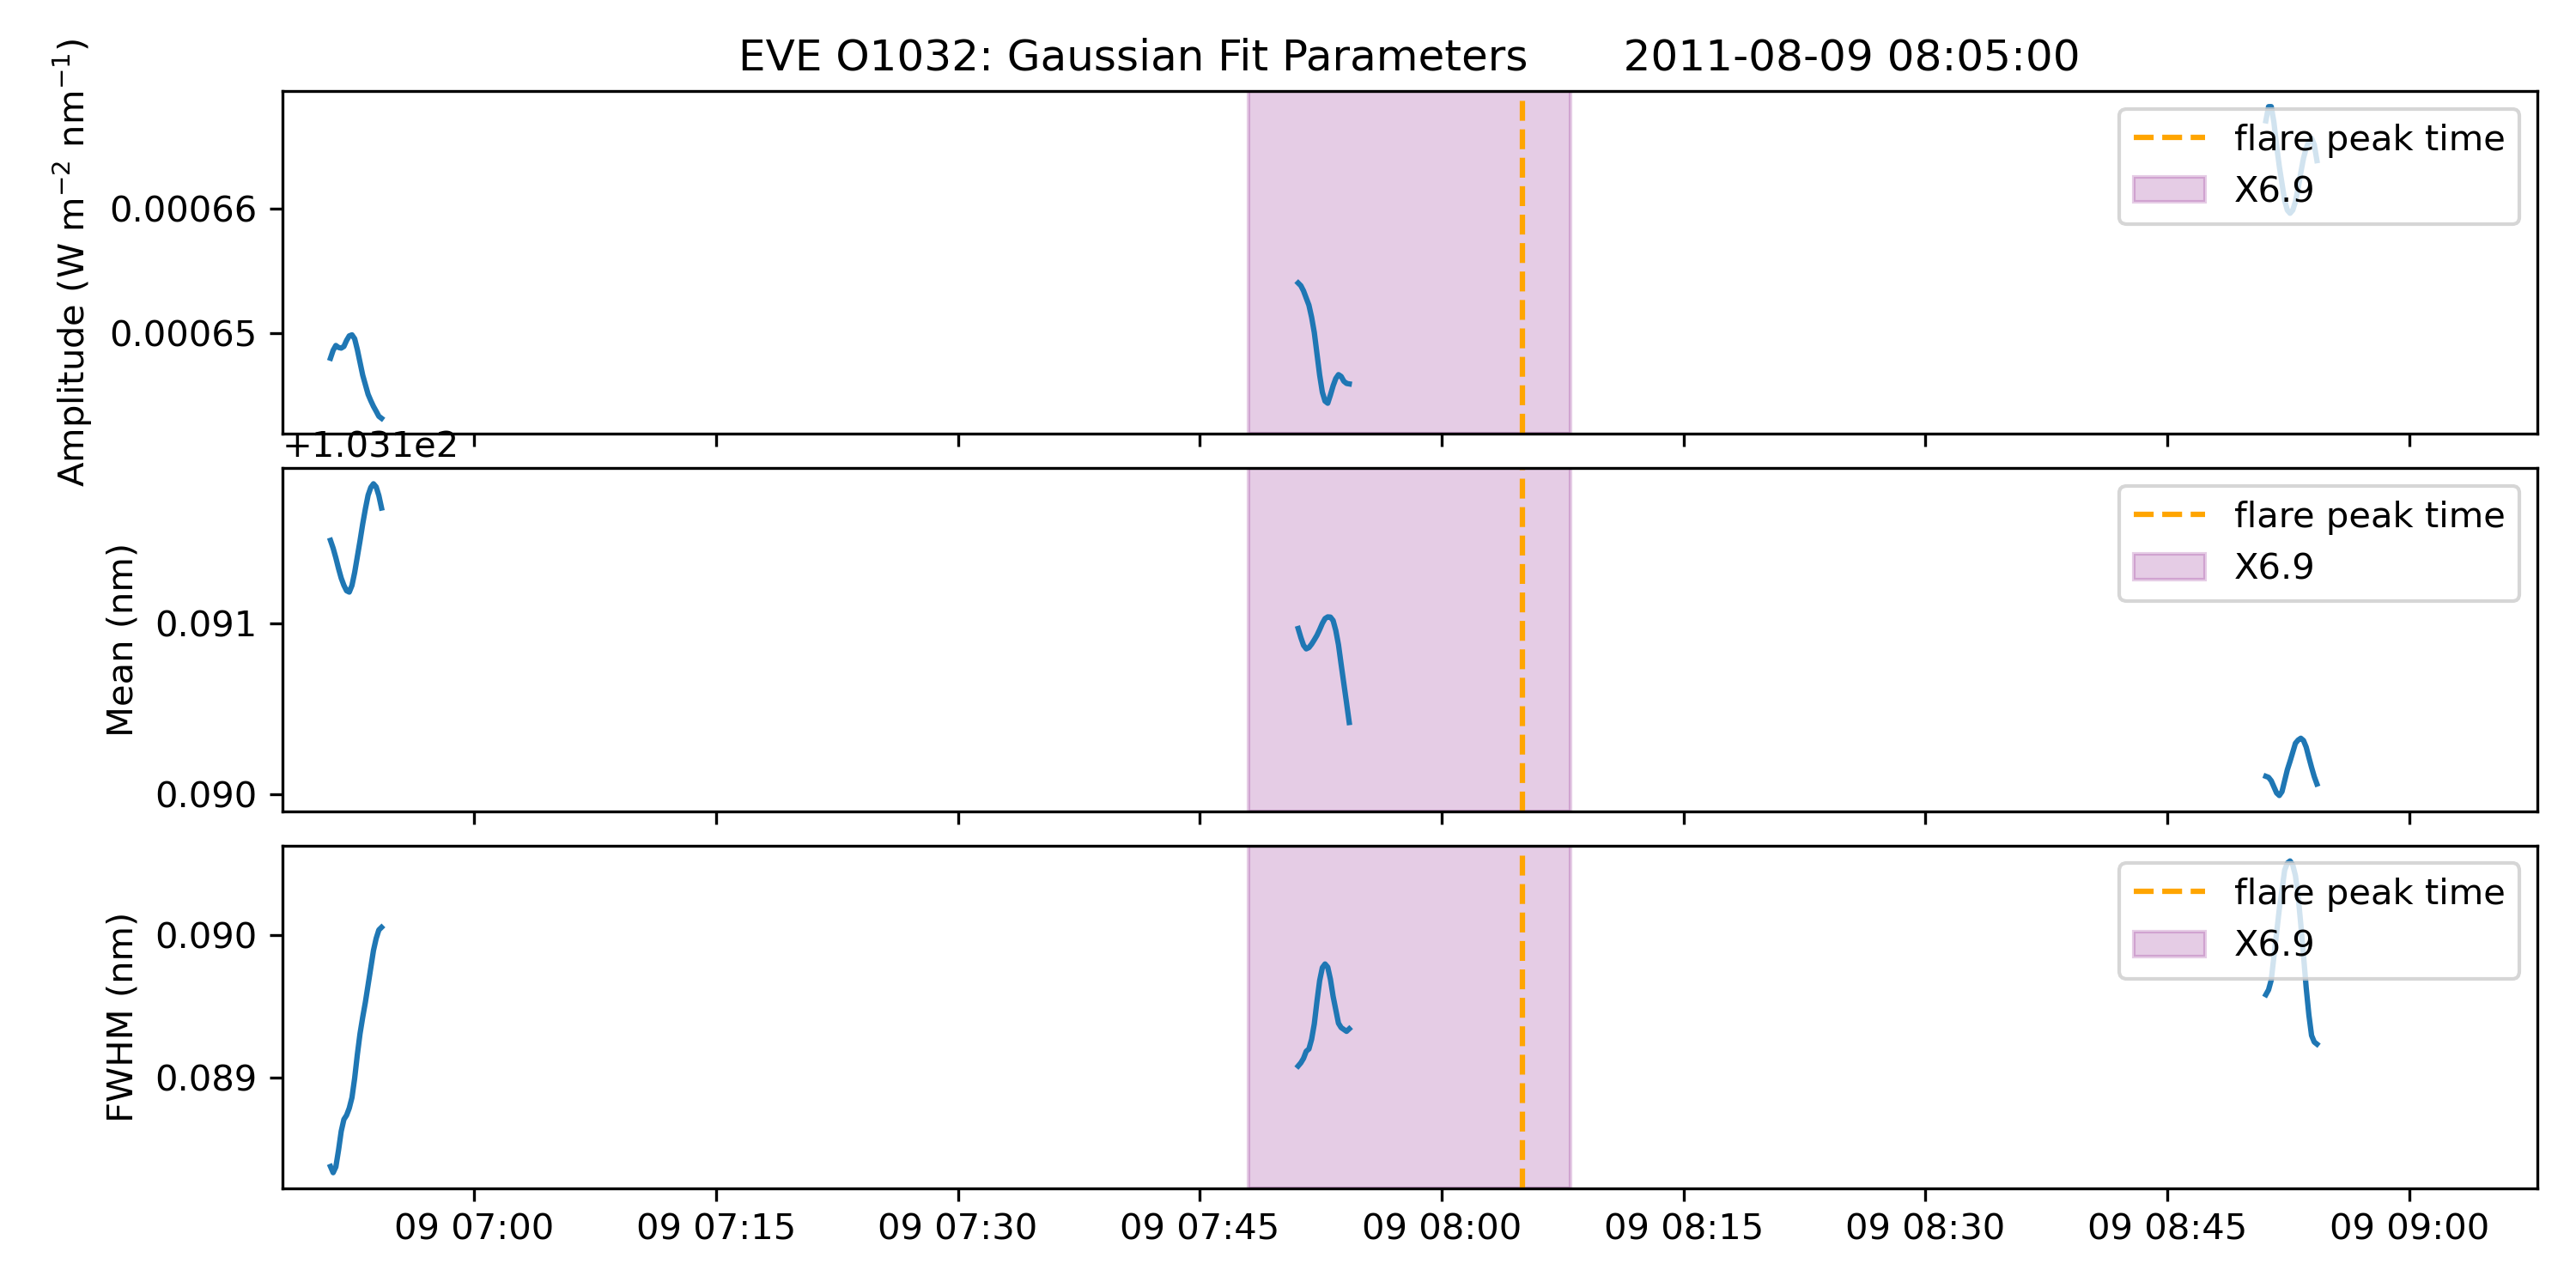 EVE O1032: Gaussian Fit Parameters 2011-08-09 08:05:00
Amplitude (W m⁻² nm⁻¹)
0.00066
0.00065
flare peak time
X6.9
+1.031e2
Mean (nm)
0.091
0.090
flare peak time
X6.9
FWHM (nm)
0.090
0.089
flare peak time
X6.9
09 07:00 09 07:15 09 07:30 09 07:45 09 08:00 09 08:15 09 08:30 09 08:45 09 09:00